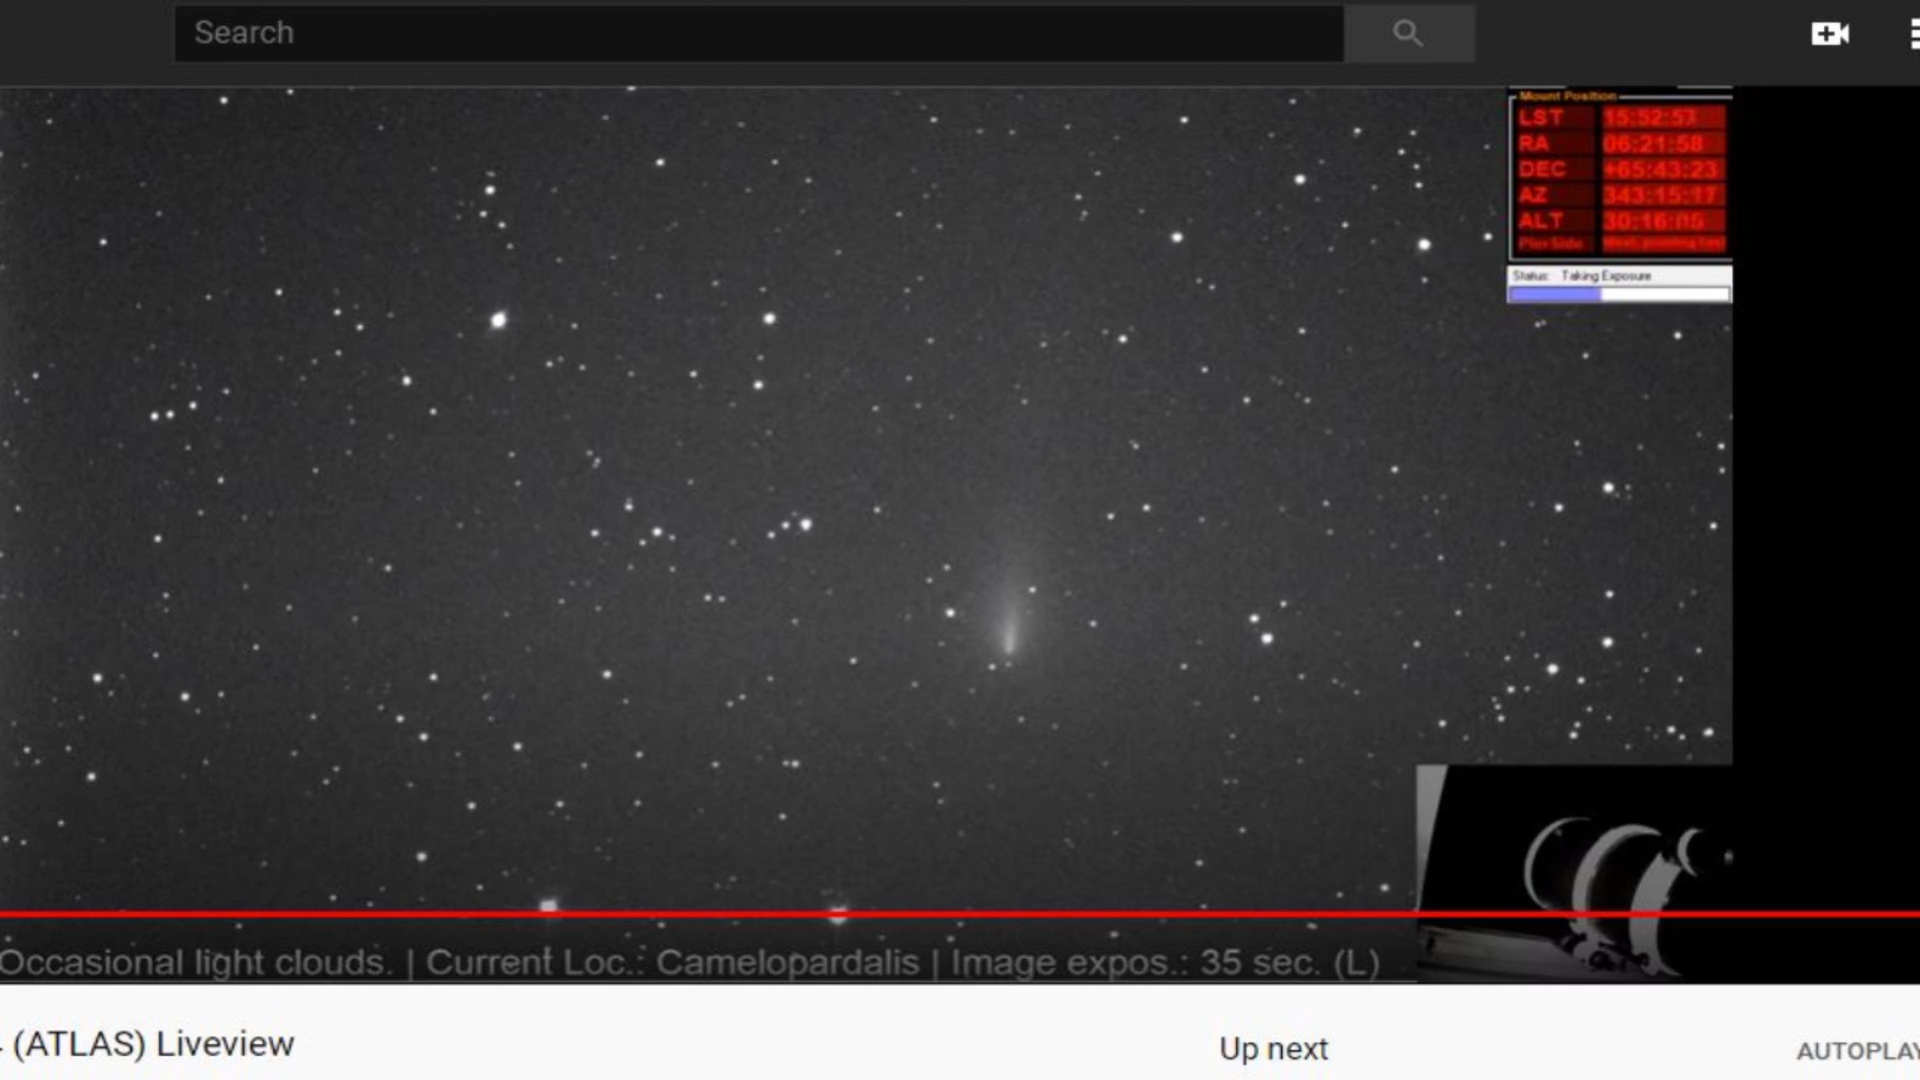 Search
Mount Position
LST 15:52:57
RA 06:21:58
DEC +65:43:23
AZ 343:15:17
ALT 30:16:05
Pier Side
Status: Taking Exposure
Occasional light clouds. | Current Loc.: Camelopardalis | Image expos.: 35 sec. (L)
(ATLAS) Liveview
Up next
AUTOPLAY